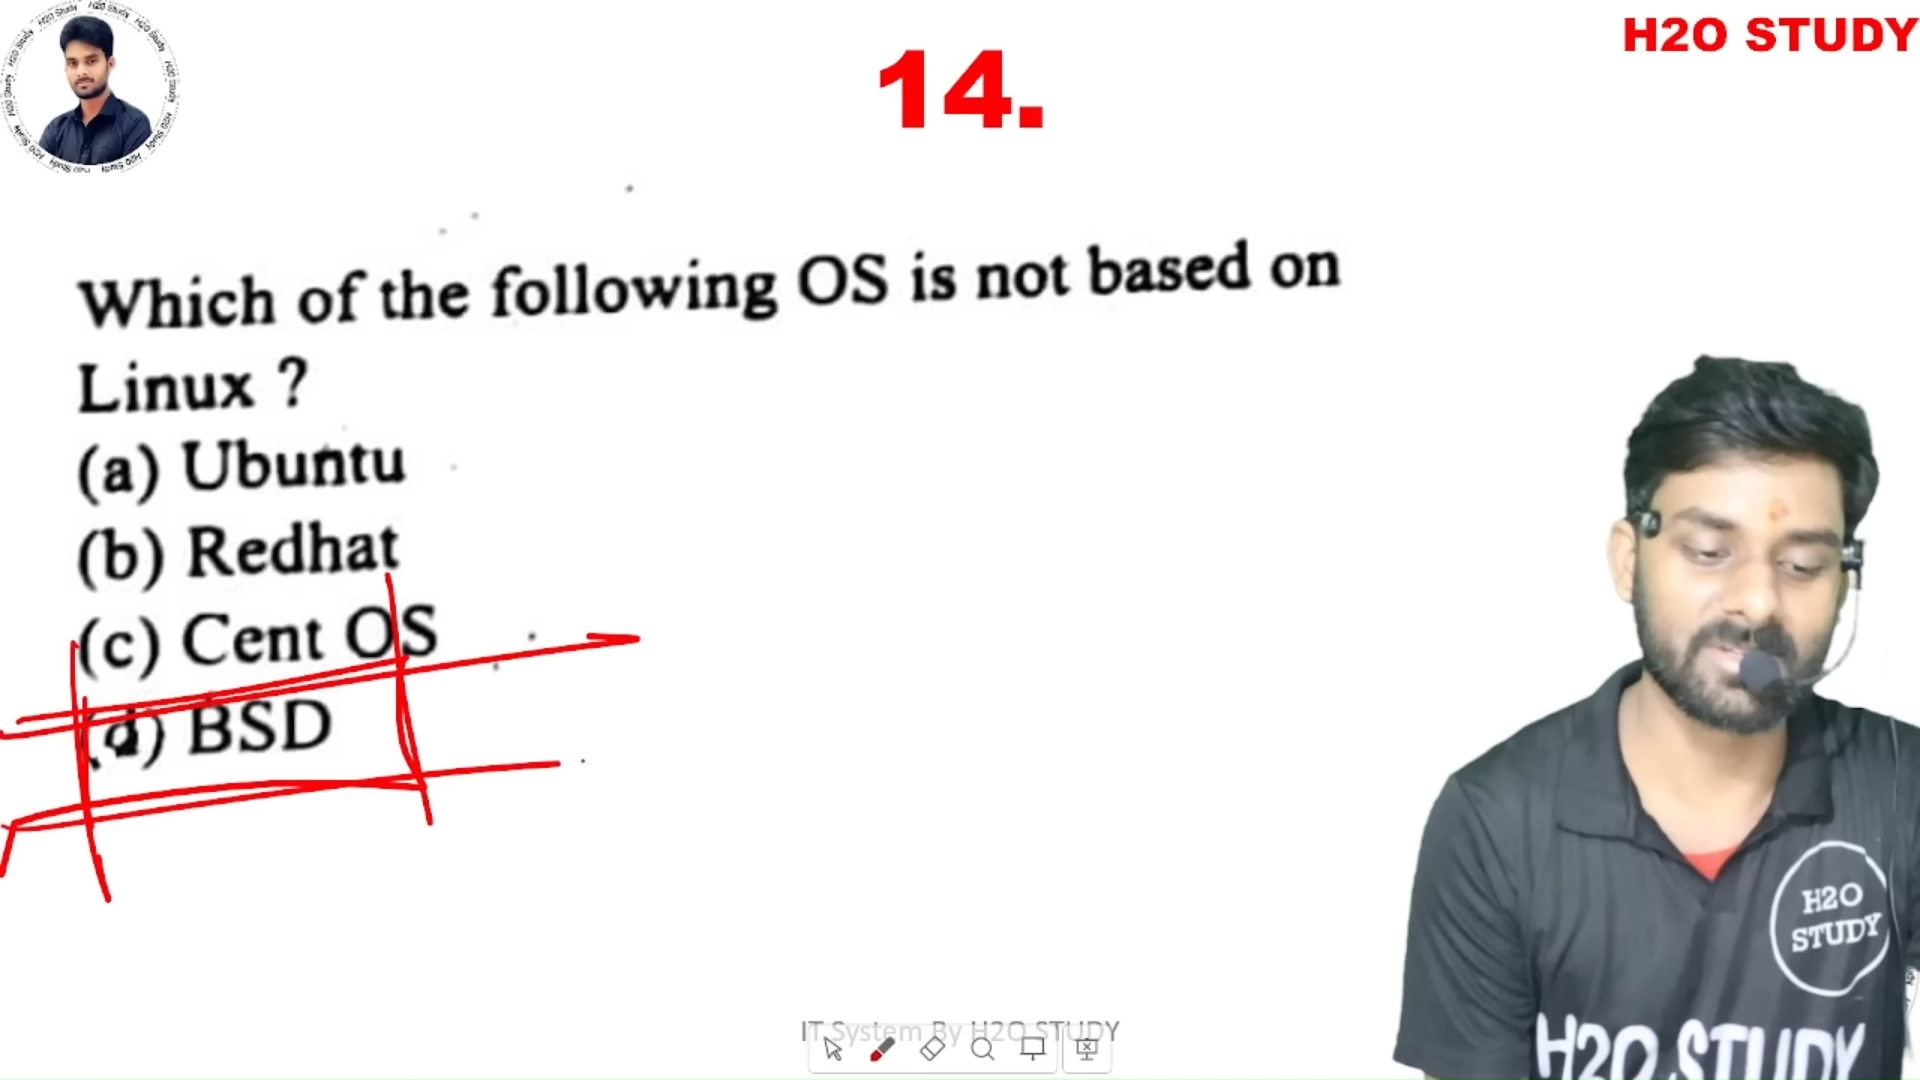 H2O STUDY
14.
Which of the following OS is not based on
Linux ?
(a) Ubuntu
(b) Redhat
(c) Cent OS
(d) BSD
H2O
STUDY
H2O STUDY
IT System By H2O STUDY